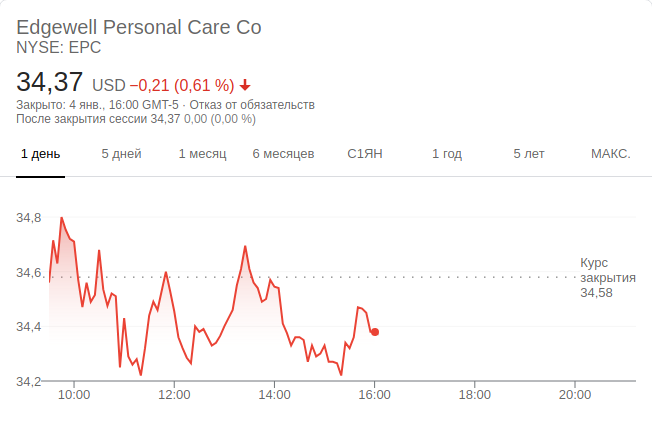 Edgewell Personal Care Co
NYSE: EPC
34,37 USD −0,21 (0,61 %)
Закрыто: 4 янв., 16:00 GMT-5 · Отказ от обязательств
После закрытия сессии 34,37 0,00 (0,00 %)
1 день 5 дней 1 месяц 6 месяцев С1ЯН 1 год 5 лет МАКС.
34,8
34,6
34,4
34,2
Курс
закрытия
34,58
10:00 12:00 14:00 16:00 18:00 20:00